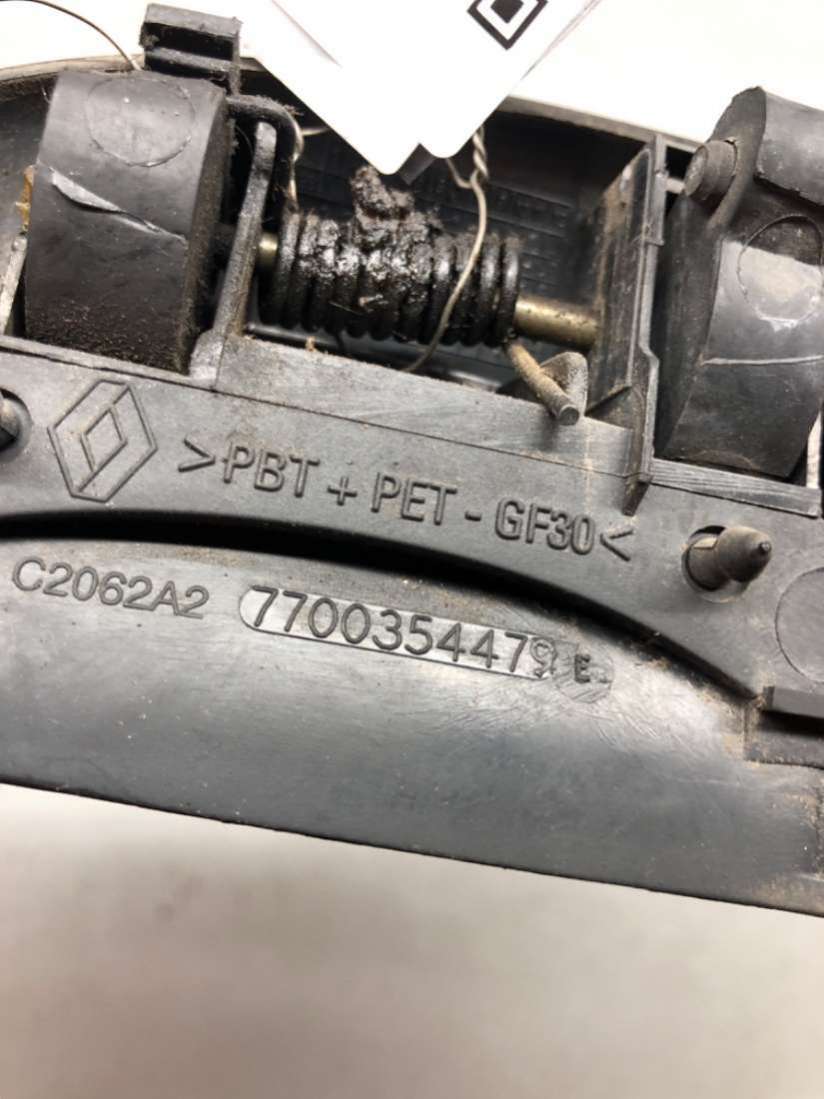 >PBT + PET - GF30<
C2062A2 7700354479 E